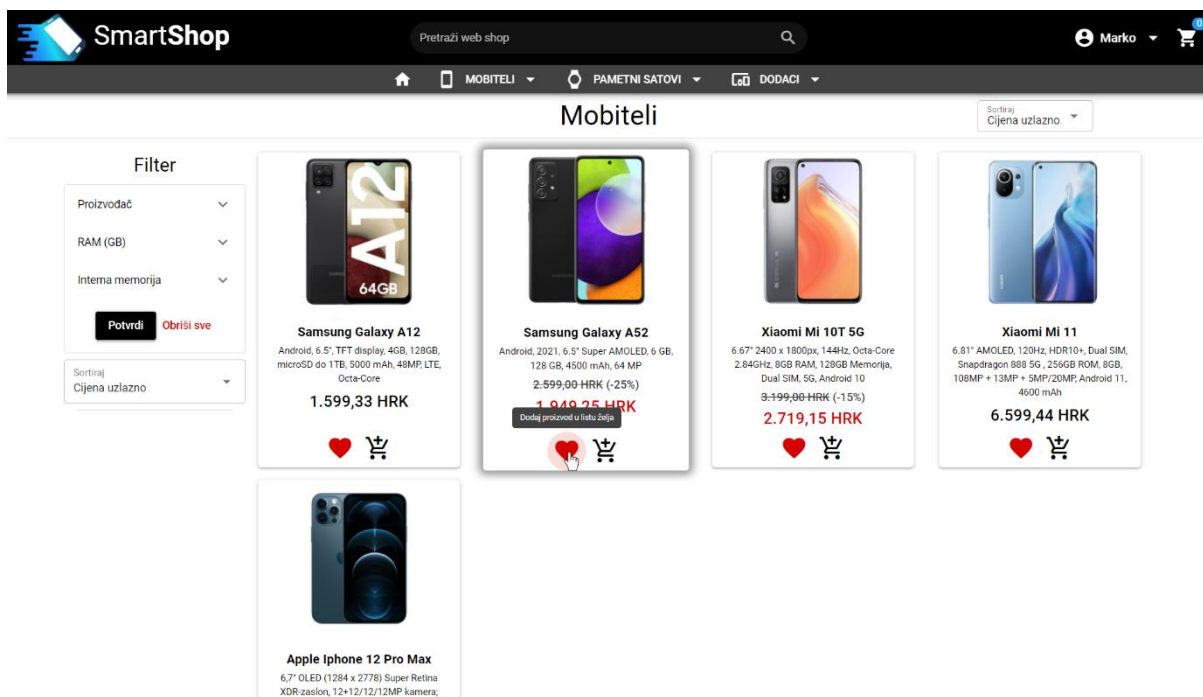 SmartShop
Pretraži web shop
Marko
0
MOBITELI
PAMETNI SATOVI
DODACI
Mobiteli
Sortiraj
Cijena uzlazno
Filter
Proizvođač
RAM (GB)
Interna memorija
Potvrdi Obriši sve
Sortiraj
Cijena uzlazno
A12
64GB
Samsung Galaxy A12
Android, 6.5", TFT display, 4GB, 128GB,
microSD do 1TB, 5000 mAh, 48MP, LTE,
Octa-Core
1.599,33 HRK
Samsung Galaxy A52
Android, 2021, 6.5" Super AMOLED, 6 GB,
128 GB, 4500 mAh, 64 MP
2.599,00 HRK (-25%)
1.949,25 HRK
Dodaj proizvod u listu želja
Xiaomi Mi 10T 5G
6.67" 2400 x 1800px, 144Hz, Octa-Core
2.84GHz, 8GB RAM, 128GB Memorija,
Dual SIM, 5G, Android 10
3.199,00 HRK (-15%)
2.719,15 HRK
Xiaomi Mi 11
6.81" AMOLED, 120Hz, HDR10+, Dual SIM,
Snapdragon 888 5G , 256GB ROM, 8GB,
108MP + 13MP + 5MP/20MP, Android 11,
4600 mAh
6.599,44 HRK
Apple Iphone 12 Pro Max
6,7" OLED (1284 x 2778) Super Retina
XDR-zaslon, 12+12/12/12MP kamera;